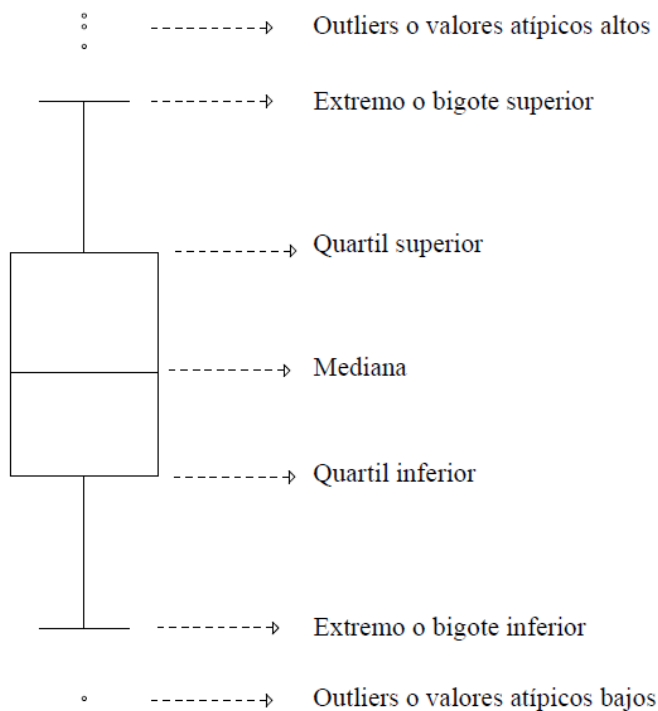 Outliers o valores atípicos altos
Extremo o bigote superior
Quartil superior
Mediana
Quartil inferior
Extremo o bigote inferior
Outliers o valores atípicos bajos